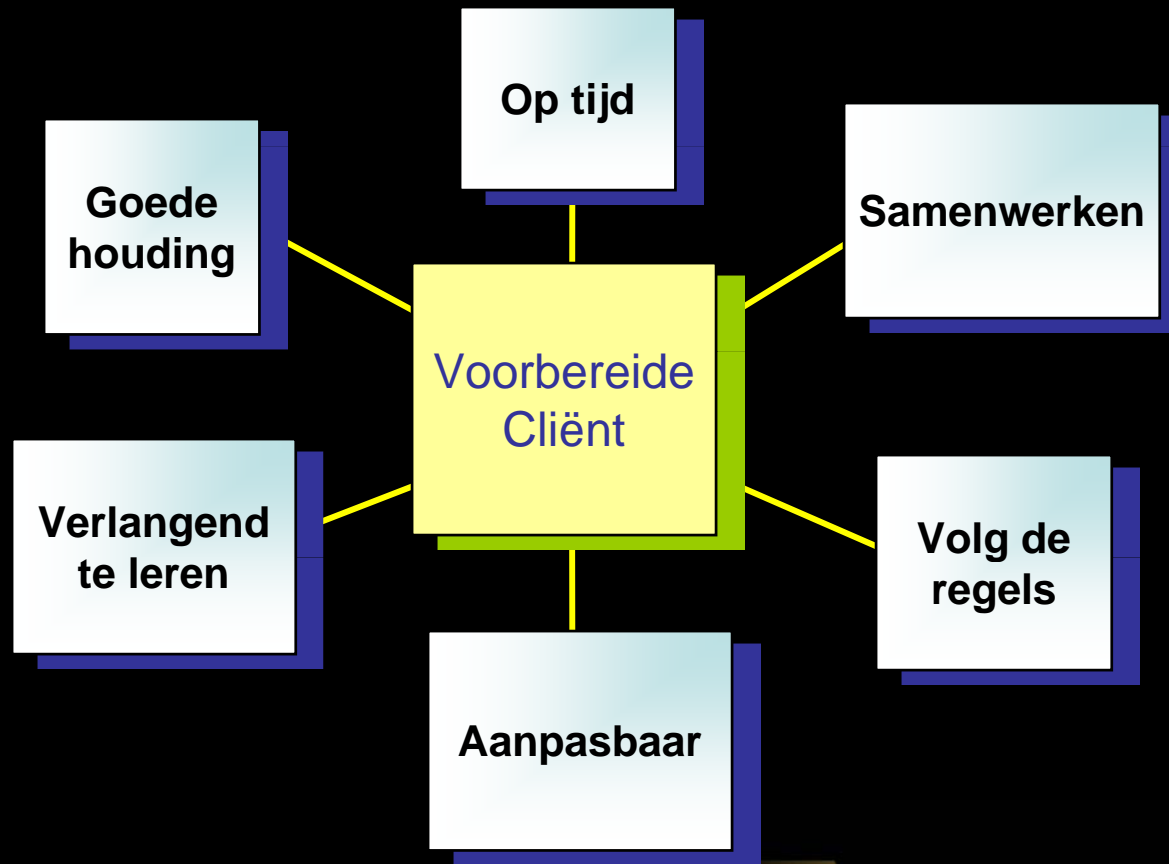 Op tijd
Goede
houding
Samenwerken
Voorbereide
Cliënt
Verlangend
te leren
Volg de
regels
Aanpasbaar